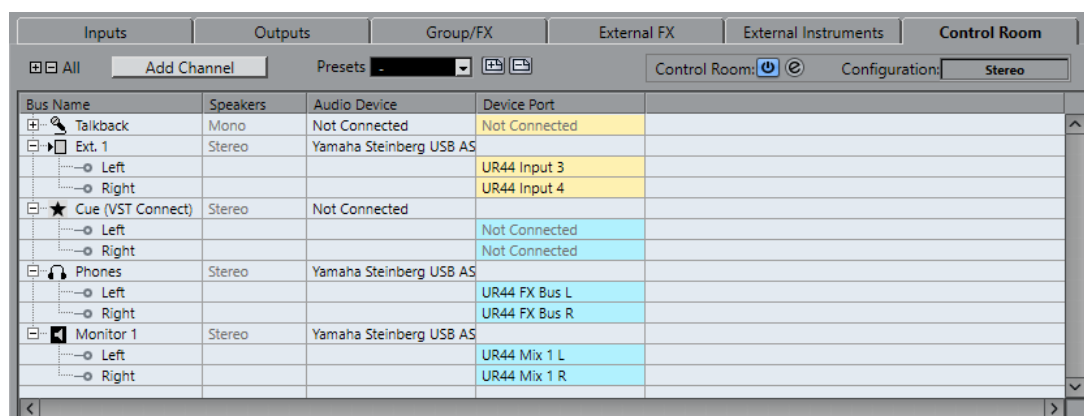 Inputs Outputs Group/FX External FX External Instruments Control Room
All Add Channel Presets - Control Room: e Configuration: Stereo
Bus Name Speakers Audio Device Device Port
Talkback Mono Not Connected Not Connected
Ext. 1 Stereo Yamaha Steinberg USB AS
Left UR44 Input 3
Right UR44 Input 4
Cue (VST Connect) Stereo Not Connected
Left Not Connected
Right Not Connected
Phones Stereo Yamaha Steinberg USB AS
Left UR44 FX Bus L
Right UR44 FX Bus R
Monitor 1 Stereo Yamaha Steinberg USB AS
Left UR44 Mix 1 L
Right UR44 Mix 1 R